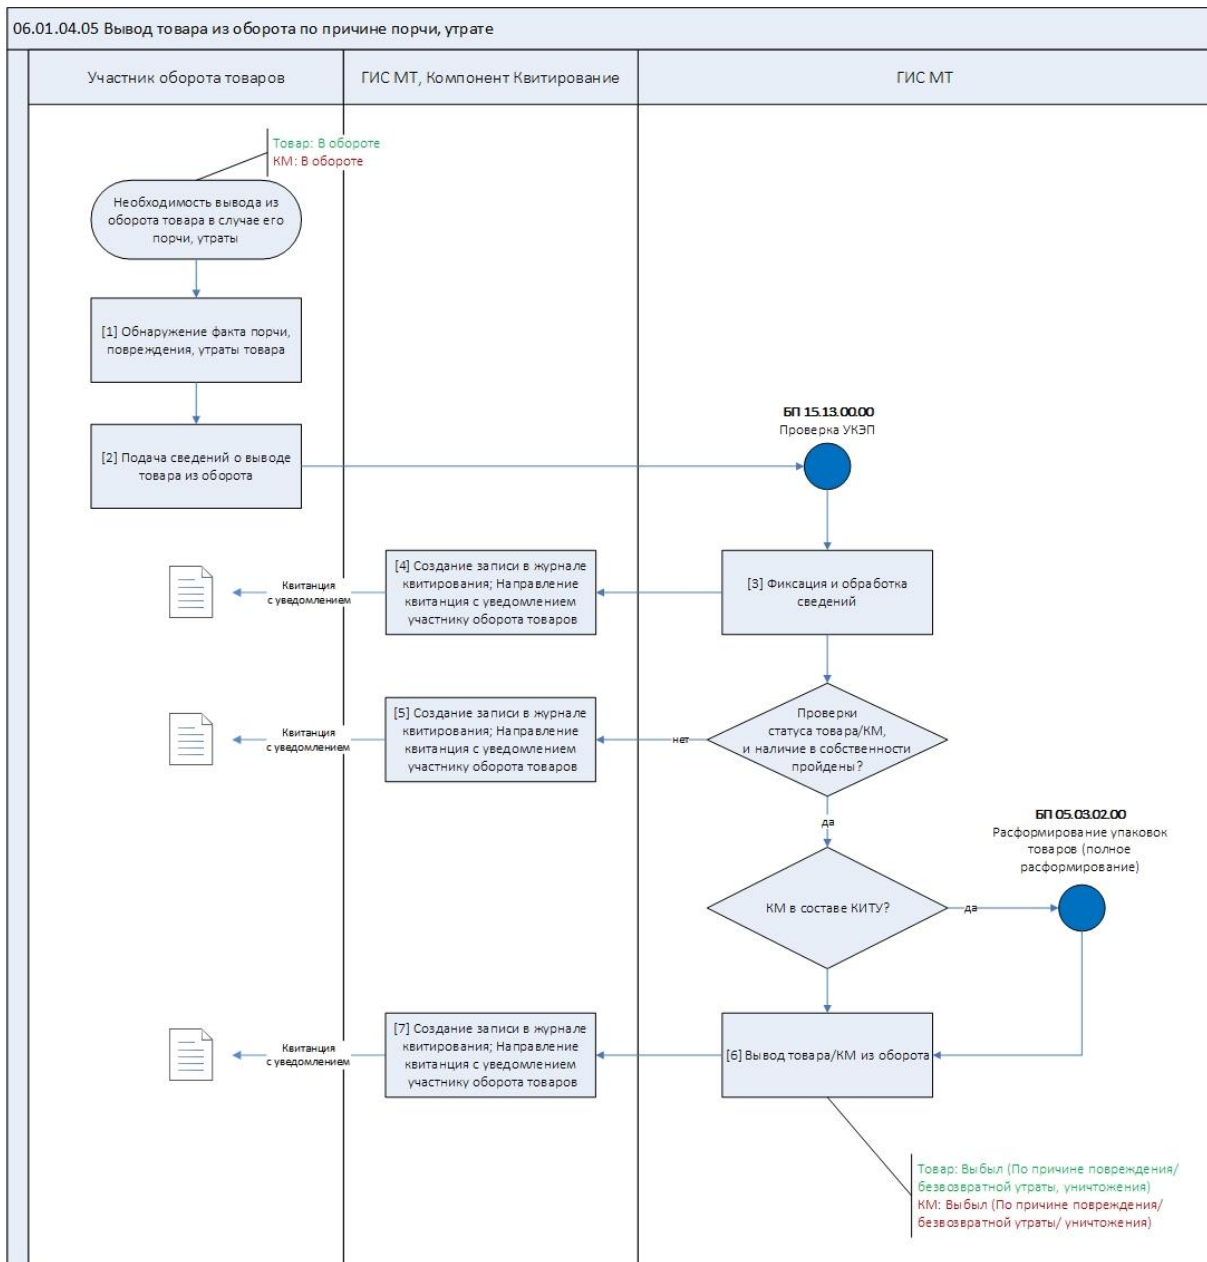 06.01.04.05 Вывод товара из оборота по причине порчи, утрате
Участник оборота товаров
ГИС МТ, Компонент Квитирование
ГИС МТ
Товар: В обороте
КМ: В обороте
Необходимость вывода из
оборота товара в случае его
порчи, утраты
[1] Обнаружение факта порчи,
повреждения, утраты товара
[2] Подача сведений о выводе
товара из оборота
БП 15.13.00.00
Проверка УКЭП
[3] Фиксация и обработка
сведений
[4] Создание записи в журнале
квитирования; Направление
квитанция с уведомлением
участнику оборота товаров
Квитанция
с уведомлением
Проверки
статуса товара/КМ,
и наличие в собственности
пройдены?
нет
[5] Создание записи в журнале
квитирования; Направление
квитанция с уведомлением
участнику оборота товаров
Квитанция
с уведомлением
да
БП 05.03.02.00
Расформирование упаковок
товаров (полное
расформирование)
КМ в составе КИТУ?
да
[6] Вывод товара/КМ из оборота
[7] Создание записи в журнале
квитирования; Направление
квитанция с уведомлением
участнику оборота товаров
Квитанция
с уведомлением
Товар: Выбыл (По причине повреждения/
безвозвратной утраты, уничтожения)
КМ: Выбыл (По причине повреждения/
безвозвратной утраты/ уничтожения)